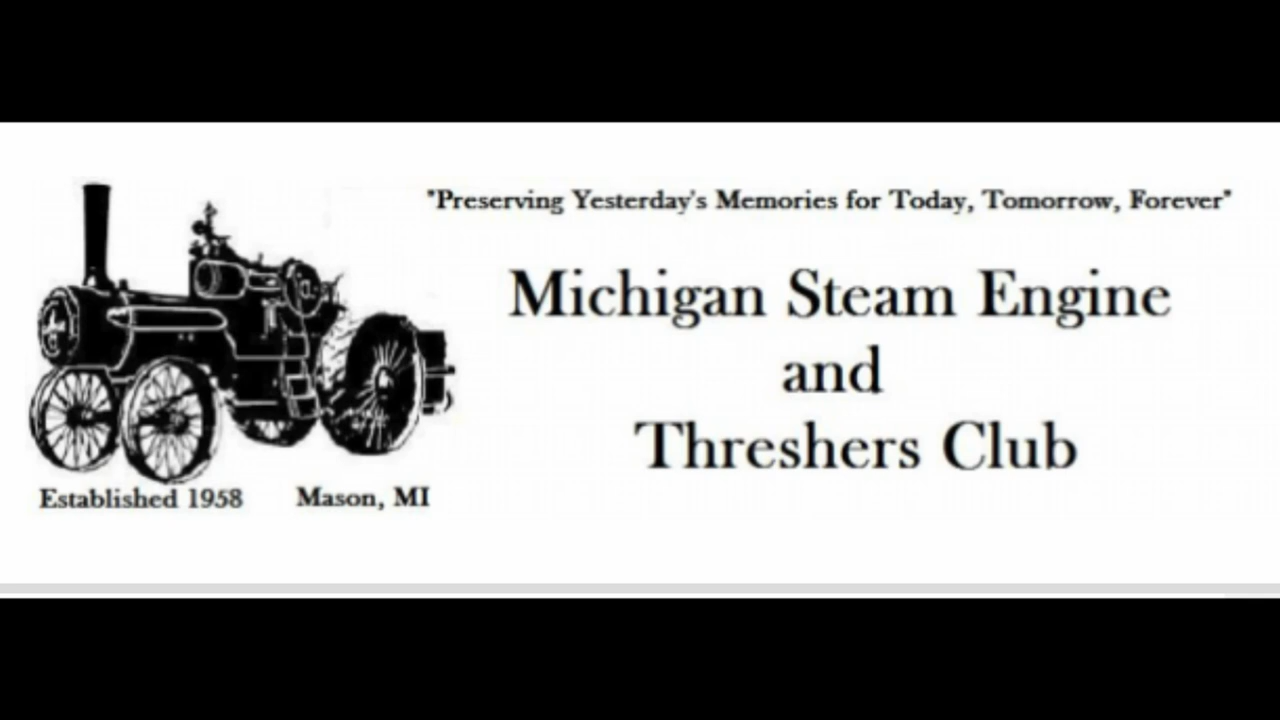 "Preserving Yesterday's Memories for Today, Tomorrow, Forever"
Michigan Steam Engine
and
Threshers Club
Established 1958 Mason, MI